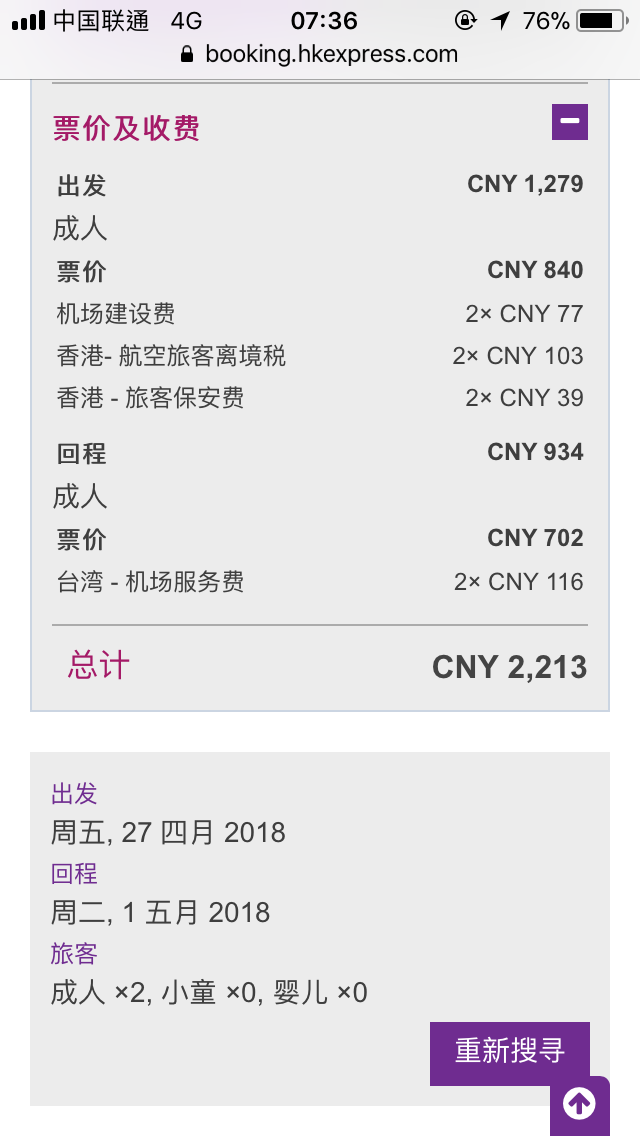 中国联通 4G 07:36 76%
booking.hkexpress.com
票价及收费
出发 CNY 1,279
成人
票价 CNY 840
机场建设费 2× CNY 77
香港- 航空旅客离境税 2× CNY 103
香港 - 旅客保安费 2× CNY 39
回程 CNY 934
成人
票价 CNY 702
台湾 - 机场服务费 2× CNY 116
总计 CNY 2,213
出发
周五, 27 四月 2018
回程
周二, 1 五月 2018
旅客
成人 ×2, 小童 ×0, 婴儿 ×0
重新搜寻